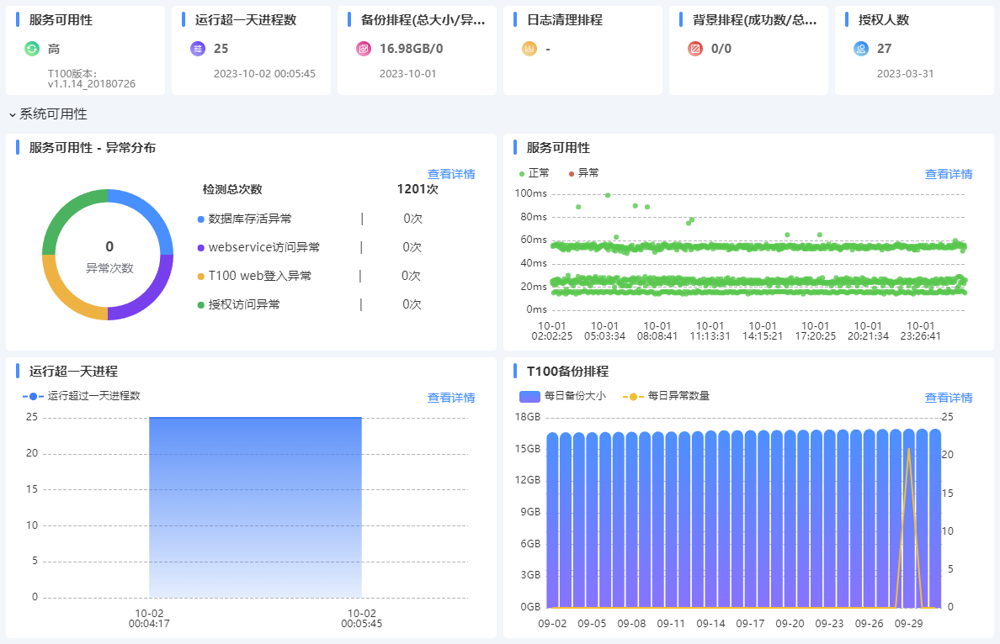 服务可用性
高
T100版本：
v1.1.14_20180726
运行超一天进程数
25
2023-10-02 00:05:45
备份排程(总大小/异...
16.98GB/0
2023-10-01
日志清理排程
-
背景排程(成功数/总...
0/0
授权人数
27
2023-03-31
系统可用性
服务可用性 - 异常分布
查看详情
检测总次数 1201次
0
异常次数
数据库存活异常 | 0次
webservice访问异常 | 0次
T100 web登入异常 | 0次
授权访问异常 | 0次
服务可用性
正常 异常
查看详情
100ms
80ms
60ms
40ms
20ms
0ms
10-01 10-01 10-01 10-01 10-01 10-01 10-01 10-01
02:02:25 05:03:34 08:08:41 11:13:31 14:15:21 17:20:25 20:21:34 23:26:41
运行超一天进程
运行超过一天进程数
查看详情
25
20
15
10
5
0
10-02 10-02
00:04:17 00:05:45
T100备份排程
每日备份大小 每日异常数量
查看详情
18GB 25
15GB 20
12GB 15
9GB 10
6GB 5
3GB
0GB 0
09-02 09-05 09-08 09-11 09-14 09-17 09-20 09-23 09-26 09-29